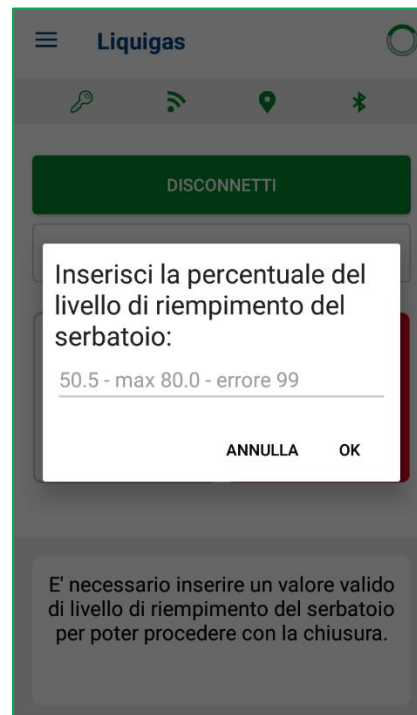 Liquigas
DISCONNETTI
Inserisci la percentuale del
livello di riempimento del
serbatoio:
50.5 - max 80.0 - errore 99
ANNULLA OK
E' necessario inserire un valore valido
di livello di riempimento del serbatoio
per poter procedere con la chiusura.